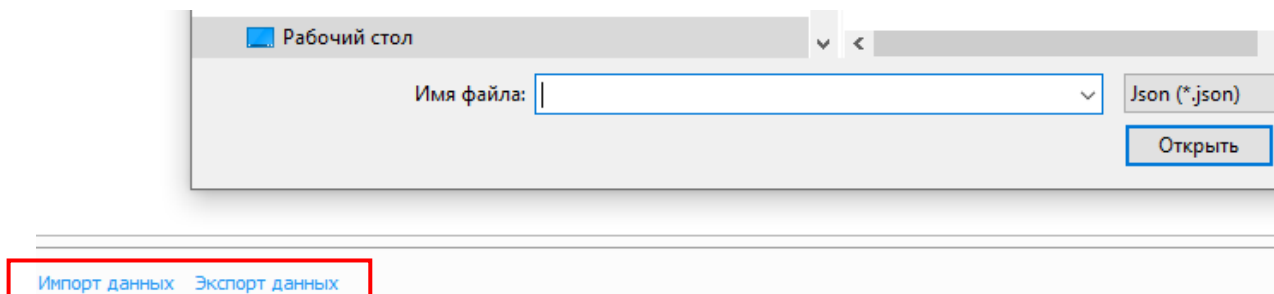 Рабочий стол
Имя файла:
Json (*.json)
Открыть
Импорт данных Экспорт данных